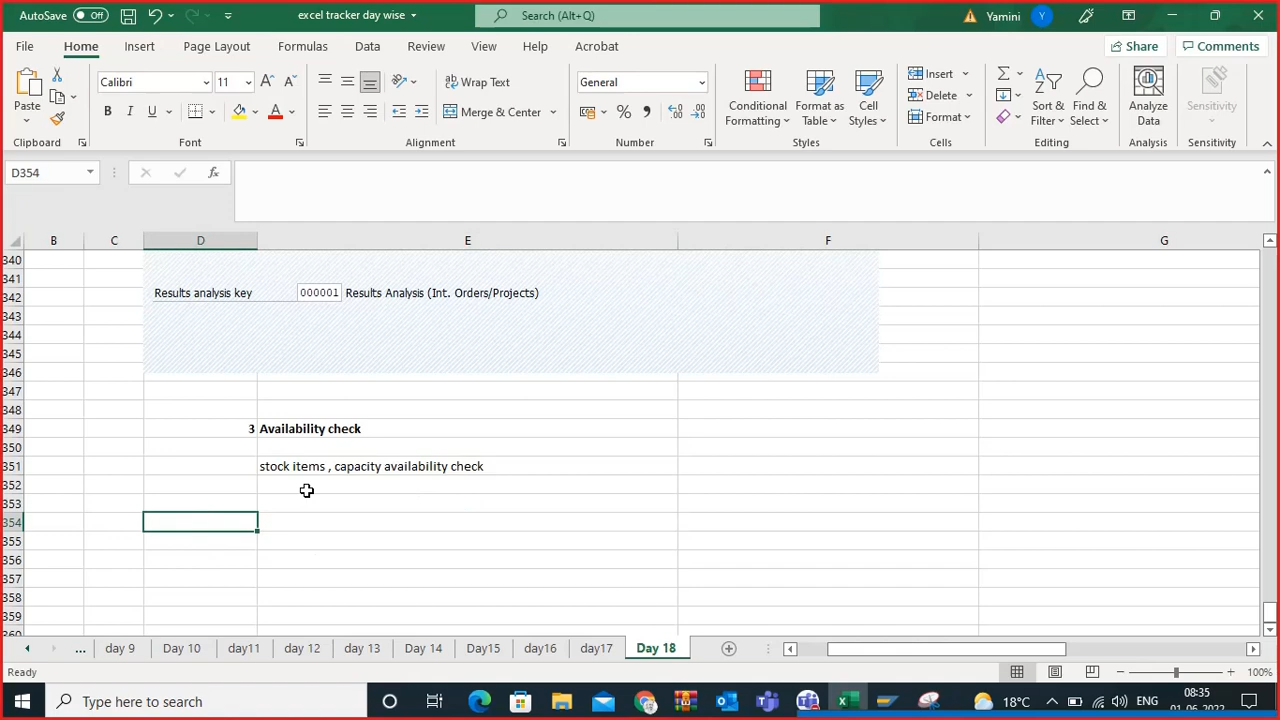 AutoSave Off excel tracker day wise Search (Alt+Q) Yamini Y
File Home Insert Page Layout Formulas Data Review View Help Acrobat Share Comments
Paste Calibri 11 Wrap Text General Conditional Formatting Format as Table Cell Styles Insert Sort & Filter Find & Select Analyze Data Sensitivity
B I U Merge & Center Delete
Format
Clipboard Font Alignment Number Styles Cells Editing Analysis Sensitivity
D354 fx
B C D E F G
340
341
342 Results analysis key 000001 Results Analysis (Int. Orders/Projects)
343
344
345
346
347
348
349 3 Availability check
350
351 stock items , capacity availability check
352
353
354
355
356
357
358
359
360
... day 9 Day 10 day11 day 12 day 13 Day 14 Day15 day16 day17 Day 18
Ready 100%
Type here to search 18°C ENG 08:35
01-06-2022